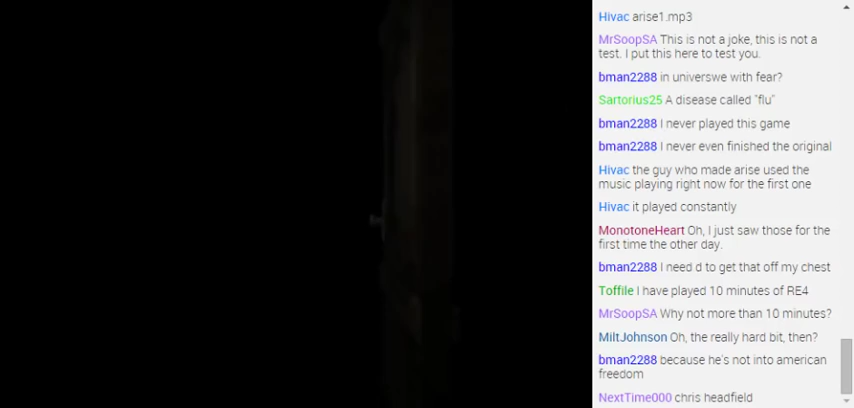 Hivac arise1.mp3
MrSoopSA This is not a joke, this is not a
test. I put this here to test you.
bman2288 in universwe with fear?
Sartorius25 A disease called "flu"
bman2288 I never played this game
bman2288 I never even finished the original
Hivac the guy who made arise used the
music playing right now for the first one
Hivac it played constantly
MonotoneHeart Oh, I just saw those for the
first time the other day.
bman2288 I need d to get that off my chest
Toffile I have played 10 minutes of RE4
MrSoopSA Why not more than 10 minutes?
MiltJohnson Oh, the really hard bit, then?
bman2288 because he's not into american
freedom
NextTime000 chris headfield